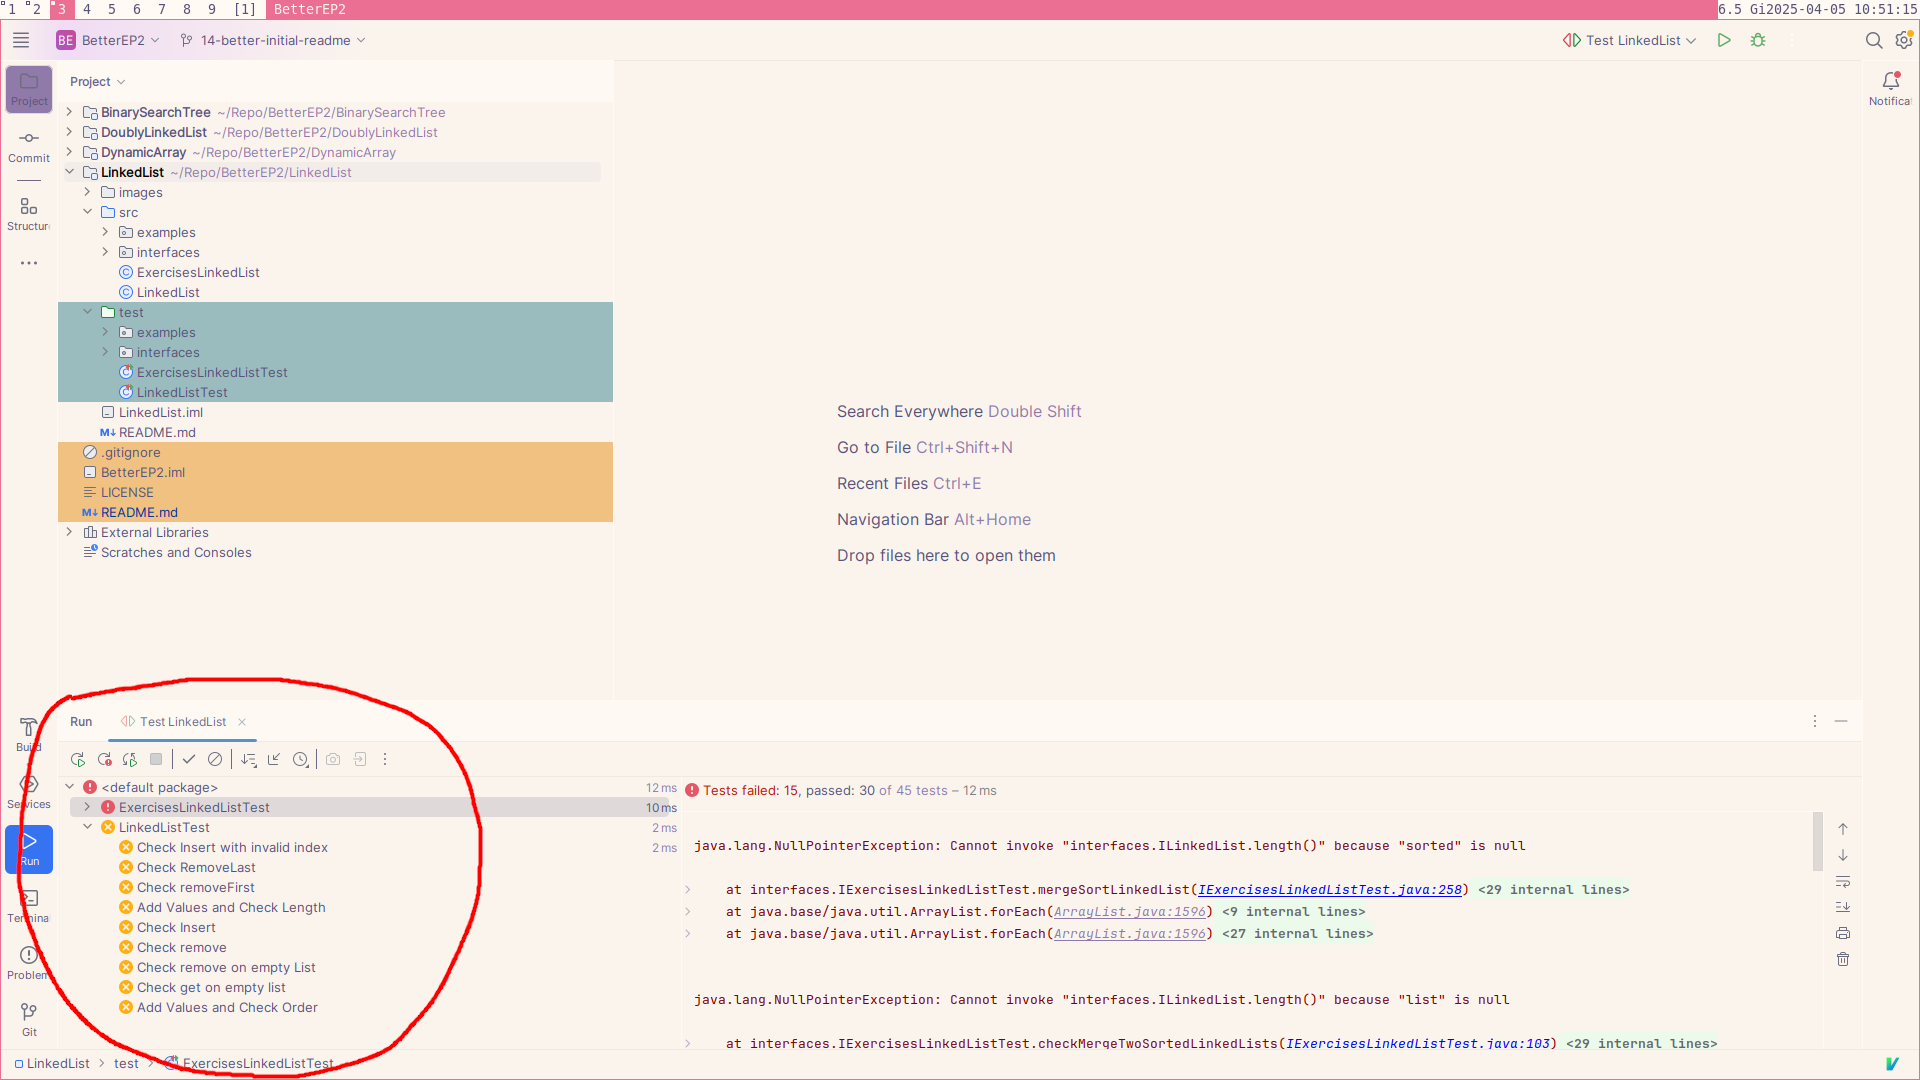 1 2 3 4 5 6 7 8 9 [1] BetterEP2
6.5 Gi2025-04-05 10:51:15
BE BetterEP2 14-better-initial-readme
Test LinkedList
Project
Commit
Structur
Notificat
Project
BinarySearchTree ~/Repo/BetterEP2/BinarySearchTree
DoublyLinkedList ~/Repo/BetterEP2/DoublyLinkedList
DynamicArray ~/Repo/BetterEP2/DynamicArray
LinkedList ~/Repo/BetterEP2/LinkedList
images
src
examples
interfaces
ExercisesLinkedList
LinkedList
test
examples
interfaces
ExercisesLinkedListTest
LinkedListTest
LinkedList.iml
M↓ README.md
.gitignore
BetterEP2.iml
LICENSE
M↓ README.md
External Libraries
Scratches and Consoles
Search Everywhere Double Shift
Go to File Ctrl+Shift+N
Recent Files Ctrl+E
Navigation Bar Alt+Home
Drop files here to open them
Build
Services
Run
Termina
Problem
Git
Run Test LinkedList
<default package> 12 ms
ExercisesLinkedListTest 10 ms
LinkedListTest 2 ms
Check Insert with invalid index 2 ms
Check RemoveLast
Check removeFirst
Add Values and Check Length
Check Insert
Check remove
Check remove on empty List
Check get on empty list
Add Values and Check Order
Tests failed: 15, passed: 30 of 45 tests – 12 ms
java.lang.NullPointerException: Cannot invoke "interfaces.ILinkedList.length()" because "sorted" is null
at interfaces.IExercisesLinkedListTest.mergeSortLinkedList(IExercisesLinkedListTest.java:258) <29 internal lines>
at java.base/java.util.ArrayList.forEach(ArrayList.java:1596) <9 internal lines>
at java.base/java.util.ArrayList.forEach(ArrayList.java:1596) <27 internal lines>
java.lang.NullPointerException: Cannot invoke "interfaces.ILinkedList.length()" because "list" is null
at interfaces.IExercisesLinkedListTest.checkMergeTwoSortedLinkedLists(IExercisesLinkedListTest.java:103) <29 internal lines>
LinkedList > test > ExercisesLinkedListTest